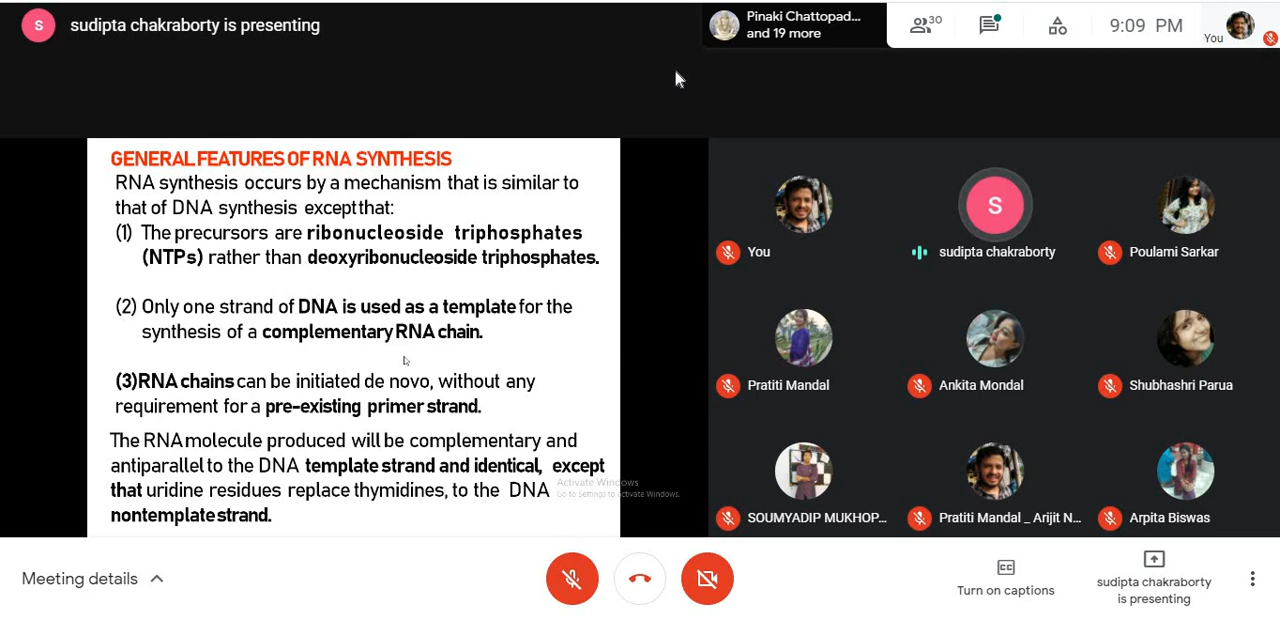 S
sudipta chakraborty is presenting
Pinaki Chattopad...
and 19 more
30
9:09 PM
You
GENERAL FEATURES OF RNA SYNTHESIS
RNA synthesis occurs by a mechanism that is similar to
that of DNA synthesis except that:
(1) The precursors are ribonucleoside triphosphates
(NTPs) rather than deoxyribonucleoside triphosphates.
(2) Only one strand of DNA is used as a template for the
synthesis of a complementary RNA chain.
(3) RNA chains can be initiated de novo, without any
requirement for a pre-existing primer strand.
The RNA molecule produced will be complementary and
antiparallel to the DNA template strand and identical, except
that uridine residues replace thymidines, to the DNA
nontemplate strand.
Activate Windows
Go to Settings to activate Windows.
You
S
sudipta chakraborty
Poulami Sarkar
Pratiti Mandal
Ankita Mondal
Shubhashri Parua
SOUMYADIP MUKHOP...
Pratiti Mandal _ Arijit N...
Arpita Biswas
Meeting details
CC
Turn on captions
sudipta chakraborty
is presenting